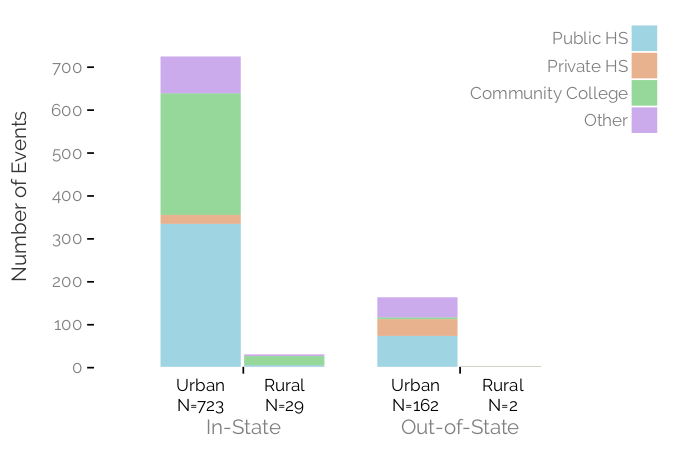 Public HS
Private HS
Community College
Other
Number of Events
700
600
500
400
300
200
100
0
Urban
N=723
Rural
N=29
Urban
N=162
Rural
N=2
In-State
Out-of-State